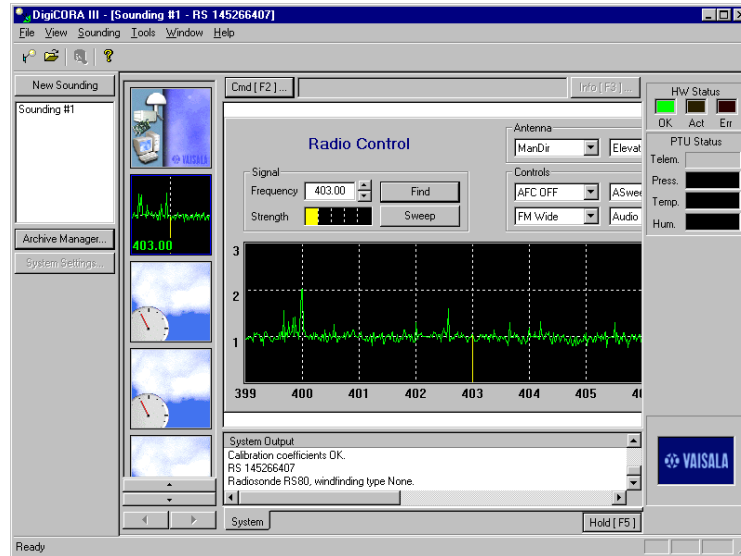 DigiCORA III - [Sounding #1 - RS 145266407]
File View Sounding Tools Window Help
New Sounding
Sounding #1
Archive Manager...
System Settings...
VAISALA
403.00
Cmd [ F2 ] ...
Info [ F3 ] ...
Radio Control
Signal
Frequency 403.00 Find
Strength Sweep
Antenna
ManDir Elevat
Controls
AFC OFF ASwee
FM Wide Audio
3
2
1
399 400 401 402 403 404 405 40
System Output
Calibration coefficients OK.
RS 145266407
Radiosonde RS80, windfinding type None.
System
Hold [ F5 ]
HW Status
OK Act Err
PTU Status
Telem.
Press.
Temp.
Hum.
VAISALA
Ready